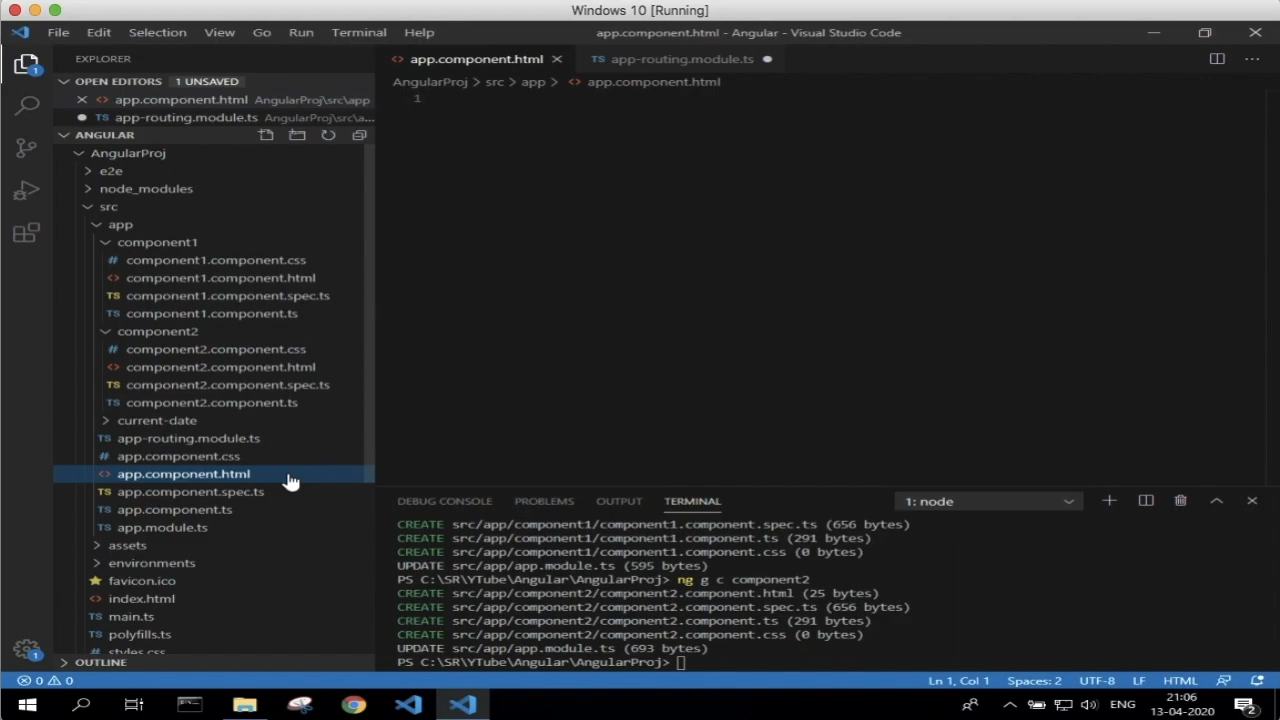 Windows 10 [Running]
File Edit Selection View Go Run Terminal Help
app.component.html - Angular - Visual Studio Code
EXPLORER
OPEN EDITORS 1 UNSAVED
app.component.html AngularProj\src\app
app-routing.module.ts AngularProj\src\a...
ANGULAR
AngularProj
e2e
node_modules
src
app
component1
component1.component.css
component1.component.html
component1.component.spec.ts
component1.component.ts
component2
component2.component.css
component2.component.html
component2.component.spec.ts
component2.component.ts
current-date
app-routing.module.ts
app.component.css
app.component.html
app.component.spec.ts
app.component.ts
app.module.ts
assets
environments
favicon.ico
index.html
main.ts
polyfills.ts
styles.css
OUTLINE
app.component.html app-routing.module.ts
AngularProj > src > app > app.component.html
1
DEBUG CONSOLE PROBLEMS OUTPUT TERMINAL 1: node
CREATE src/app/component1/component1.component.spec.ts (656 bytes)
CREATE src/app/component1/component1.component.ts (291 bytes)
CREATE src/app/component1/component1.component.css (0 bytes)
UPDATE src/app/app.module.ts (595 bytes)
PS C:\SR\YTube\Angular\AngularProj> ng g c component2
CREATE src/app/component2/component2.component.html (25 bytes)
CREATE src/app/component2/component2.component.spec.ts (656 bytes)
CREATE src/app/component2/component2.component.ts (291 bytes)
CREATE src/app/component2/component2.component.css (0 bytes)
UPDATE src/app/app.module.ts (693 bytes)
PS C:\SR\YTube\Angular\AngularProj>
0 0 Ln 1, Col 1 Spaces: 2 UTF-8 LF HTML
ENG 21:06
13-04-2020